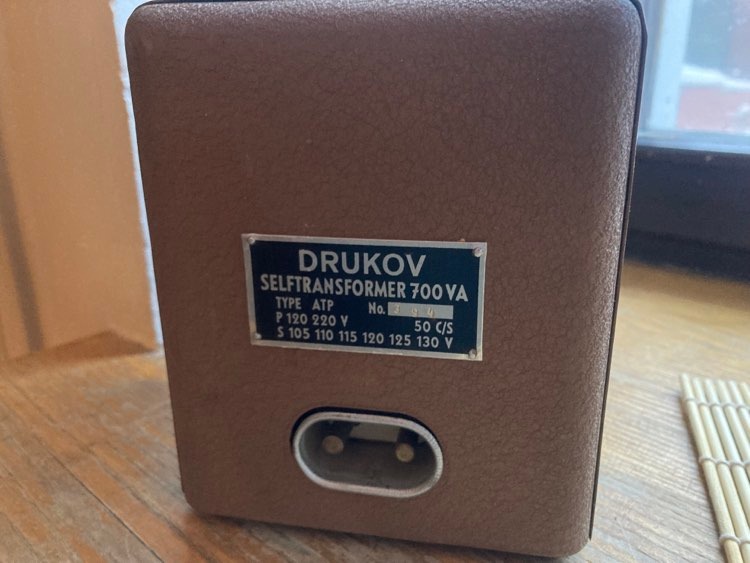 DRUKOV
SELFTRANSFORMER 700 VA
TYPE ATP No.
P 120 220 V 50 C/S
S 105 110 115 120 125 130 V